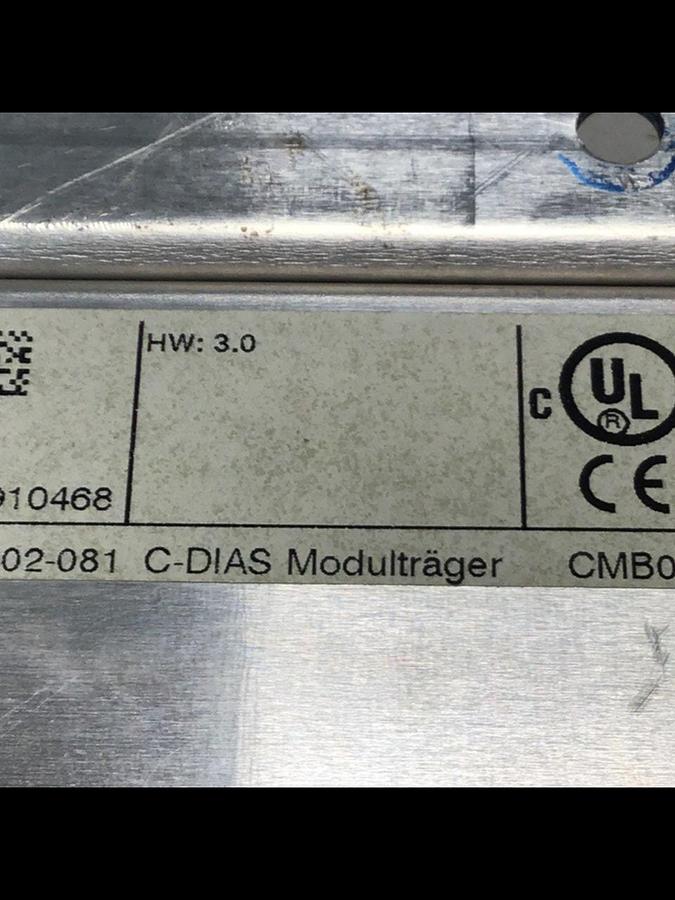 HW: 3.0
C UL ®
CE
910468
02-081 C-DIAS Modulträger CMB0